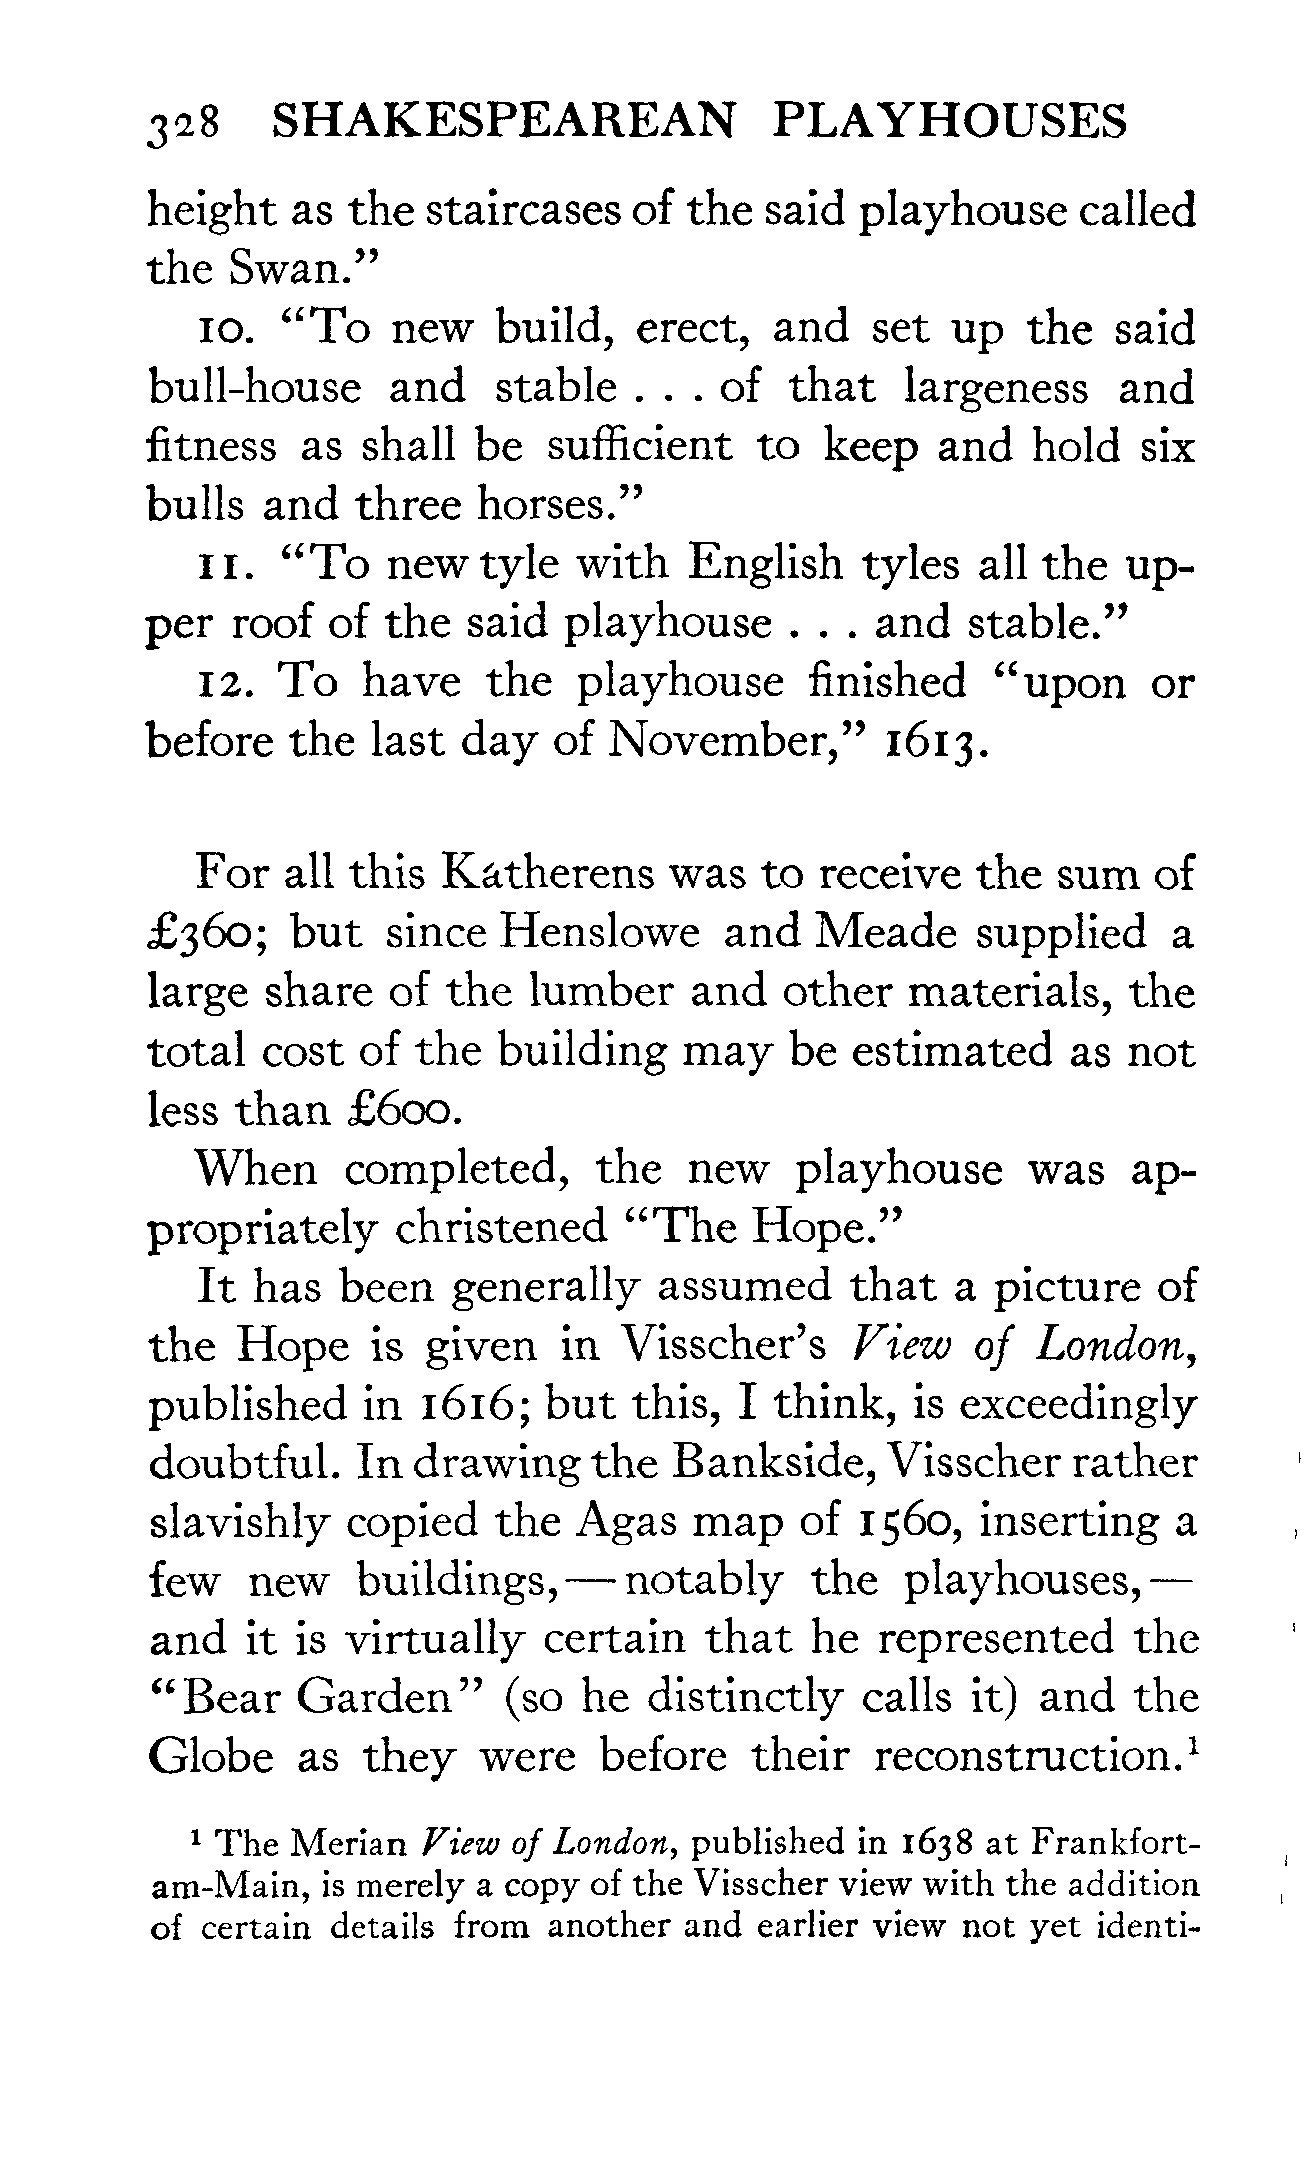 328 SHAKESPEAREAN PLAYHOUSES
height as the staircases of the said playhouse called
the Swan."
10. "To new build, erect, and set up the said
bull-house and stable . . . of that largeness and
fitness as shall be sufficient to keep and hold six
bulls and three horses."
11. "To new tyle with English tyles all the up-
per roof of the said playhouse . . . and stable."
12. To have the playhouse finished "upon or
before the last day of November," 1613.
For all this Katherens was to receive the sum of
£360; but since Henslowe and Meade supplied a
large share of the lumber and other materials, the
total cost of the building may be estimated as not
less than £600.
When completed, the new playhouse was ap-
propriately christened "The Hope."
It has been generally assumed that a picture of
the Hope is given in Visscher's View of London,
published in 1616; but this, I think, is exceedingly
doubtful. In drawing the Bankside, Visscher rather
slavishly copied the Agas map of 1560, inserting a
few new buildings,—notably the playhouses,—
and it is virtually certain that he represented the
"Bear Garden" (so he distinctly calls it) and the
Globe as they were before their reconstruction.¹
¹ The Merian View of London, published in 1638 at Frankfort-
am-Main, is merely a copy of the Visscher view with the addition
of certain details from another and earlier view not yet identi-